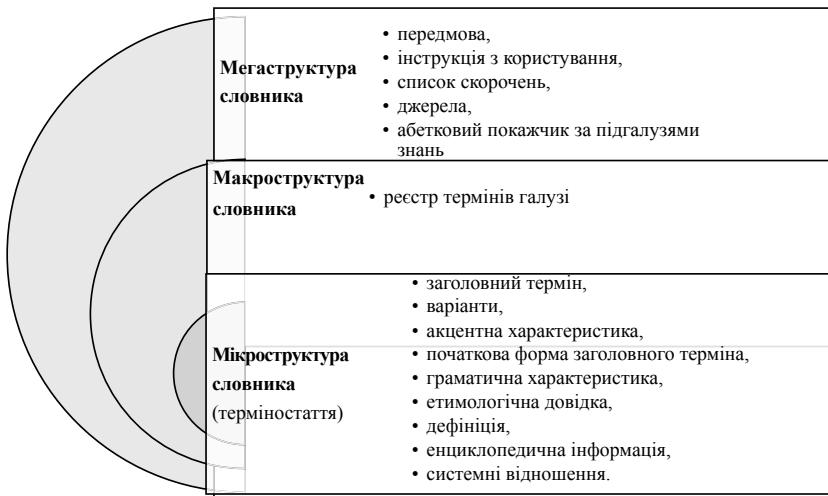 Мегаструктура
словника
• передмова,
• інструкція з користування,
• список скорочень,
• джерела,
• абетковий покажчик за підгалузями
знань
Макроструктура
словника
• реєстр термінів галузі
Мікроструктура
словника
(терміностаття)
• заголовний термін,
• варіанти,
• акцентна характеристика,
• початкова форма заголовного терміна,
• граматична характеристика,
• етимологічна довідка,
• дефініція,
• енциклопедична інформація,
• системні відношення.